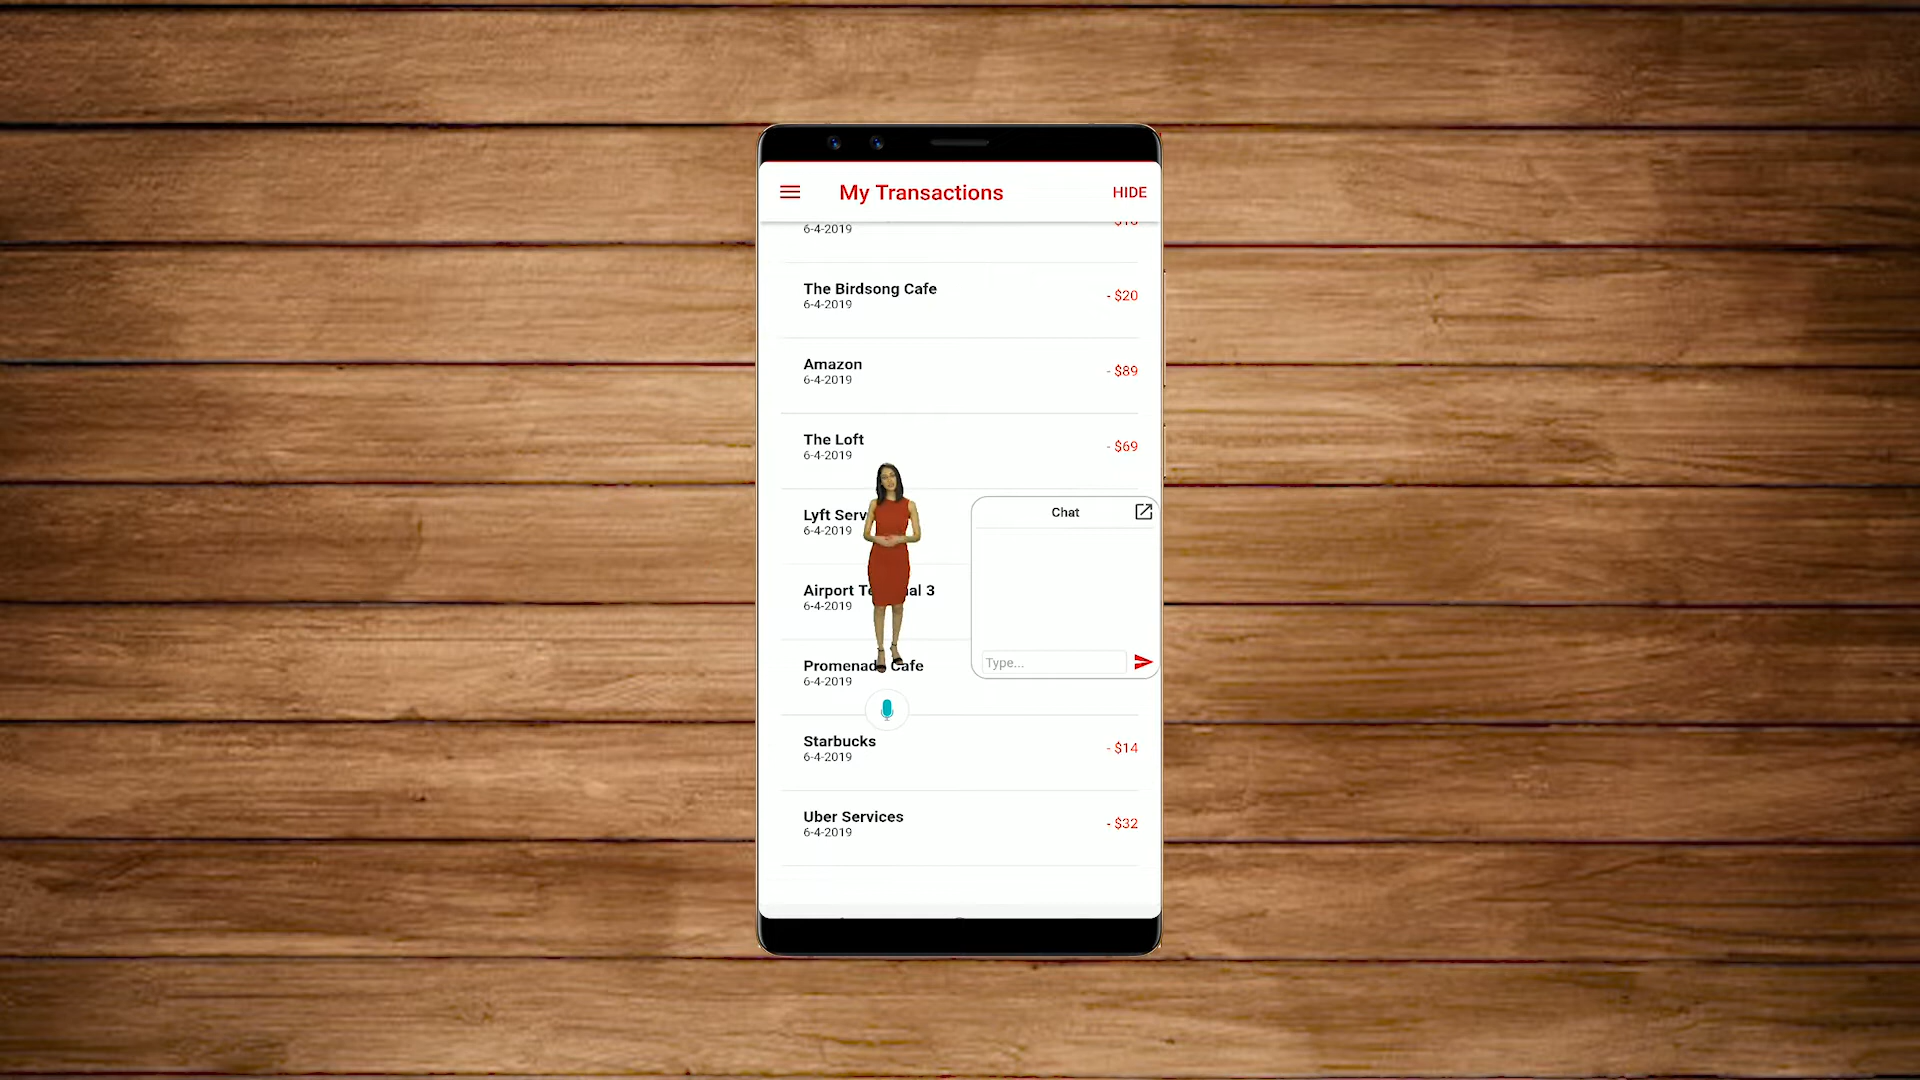 My Transactions
HIDE
6-4-2019
The Birdsong Cafe
6-4-2019
- $20
Amazon
6-4-2019
- $89
The Loft
6-4-2019
- $69
Lyft Serv
6-4-2019
Airport Te al 3
6-4-2019
Promenad Cafe
6-4-2019
Chat
Type...
Starbucks
6-4-2019
- $14
Uber Services
6-4-2019
- $32